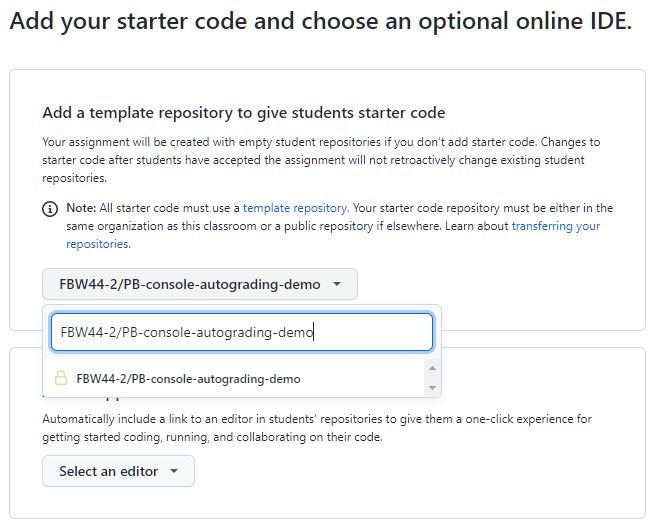 Add your starter code and choose an optional online IDE.
Add a template repository to give students starter code
Your assignment will be created with empty student repositories if you don't add starter code. Changes to
starter code after students have accepted the assignment will not retroactively change existing student
repositories.
Note: All starter code must use a template repository. Your starter code repository must be either in the
same organization as this classroom or a public repository if elsewhere. Learn about transferring your
repositories.
FBW44-2/PB-console-autograding-demo
FBW44-2/PB-console-autograding-demo
FBW44-2/PB-console-autograding-demo
Automatically include a link to an editor in students' repositories to give them a one-click experience for
getting started coding, running, and collaborating on their code.
Select an editor